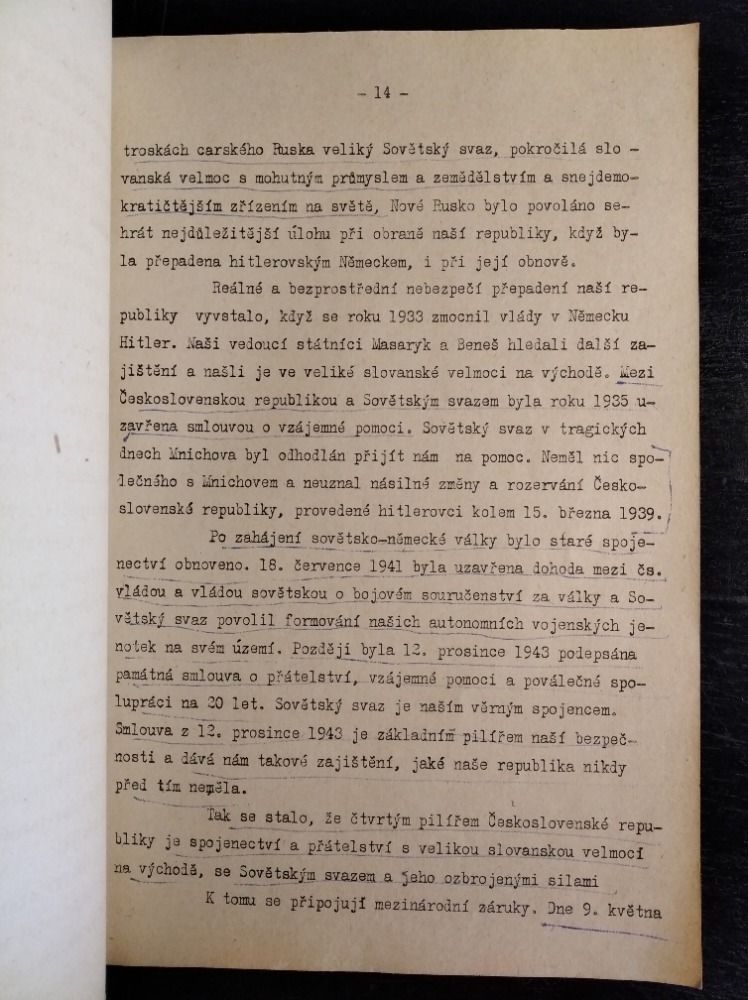 - 14 -
troskách carského Ruska veliký Sovětský svaz, pokročilá slo -
vanská velmoc s mohutným průmyslem a zemědělstvím a snejdemo-
kratičtějším zřízením na světě, Nové Rusko bylo povoláno se-
hrát nejdůležitější úlohu při obraně naší republiky, když by-
la přepadena hitlerovským Německem, i při její obnově.
Reálné a bezprostřední nebezpečí přepadení naší re-
publiky vyvstalo, když se roku 1933 zmocnil vlády v Německu
Hitler. Naši vedoucí státníci Masaryk a Beneš hledali další za-
jištění a našli je ve veliké slovanské velmoci na východě. Mezi
Československou republikou a Sovětským svazem byla roku 1935 u-
zavřena smlouvou o vzájemné pomoci. Sovětský svaz v tragických
dnech Mnichova byl odhodlán přijít nám na pomoc. Neměl nic spo-
lečného s Mnichovem a neuznal násilné změny a rozervání Česko-
slovenské republiky, provedené hitlerovci kolem 15. března 1939.
Po zahájení sovětsko-německé války bylo staré spoje-
nectví obnoveno. 18. července 1941 byla uzavřena dohoda mezi čs.
vládou a vládou sovětskou o bojovém souručenství za války a So-
větský svaz povolil formování našich autonomních vojenských je-
notek na svém území. Později byla 12. prosince 1943 podepsána
památná smlouva o přátelství, vzájemné pomoci a poválečné spo-
lupráci na 20 let. Sovětský svaz je naším věrným spojencem.
Smlouva z 12. prosince 1943 je základním pilířem naší bezpeč-
nosti a dává nám takové zajištění, jaké naše republika nikdy
před tím neměla.
Tak se stalo, že čtvrtým pilířem Československé repu-
bliky je spojenectví a přátelství s velikou slovanskou velmocí
na východě, se Sovětským svazem a jeho ozbrojenými silami
K tomu se připojují mezinárodní záruky. Dne 9. května